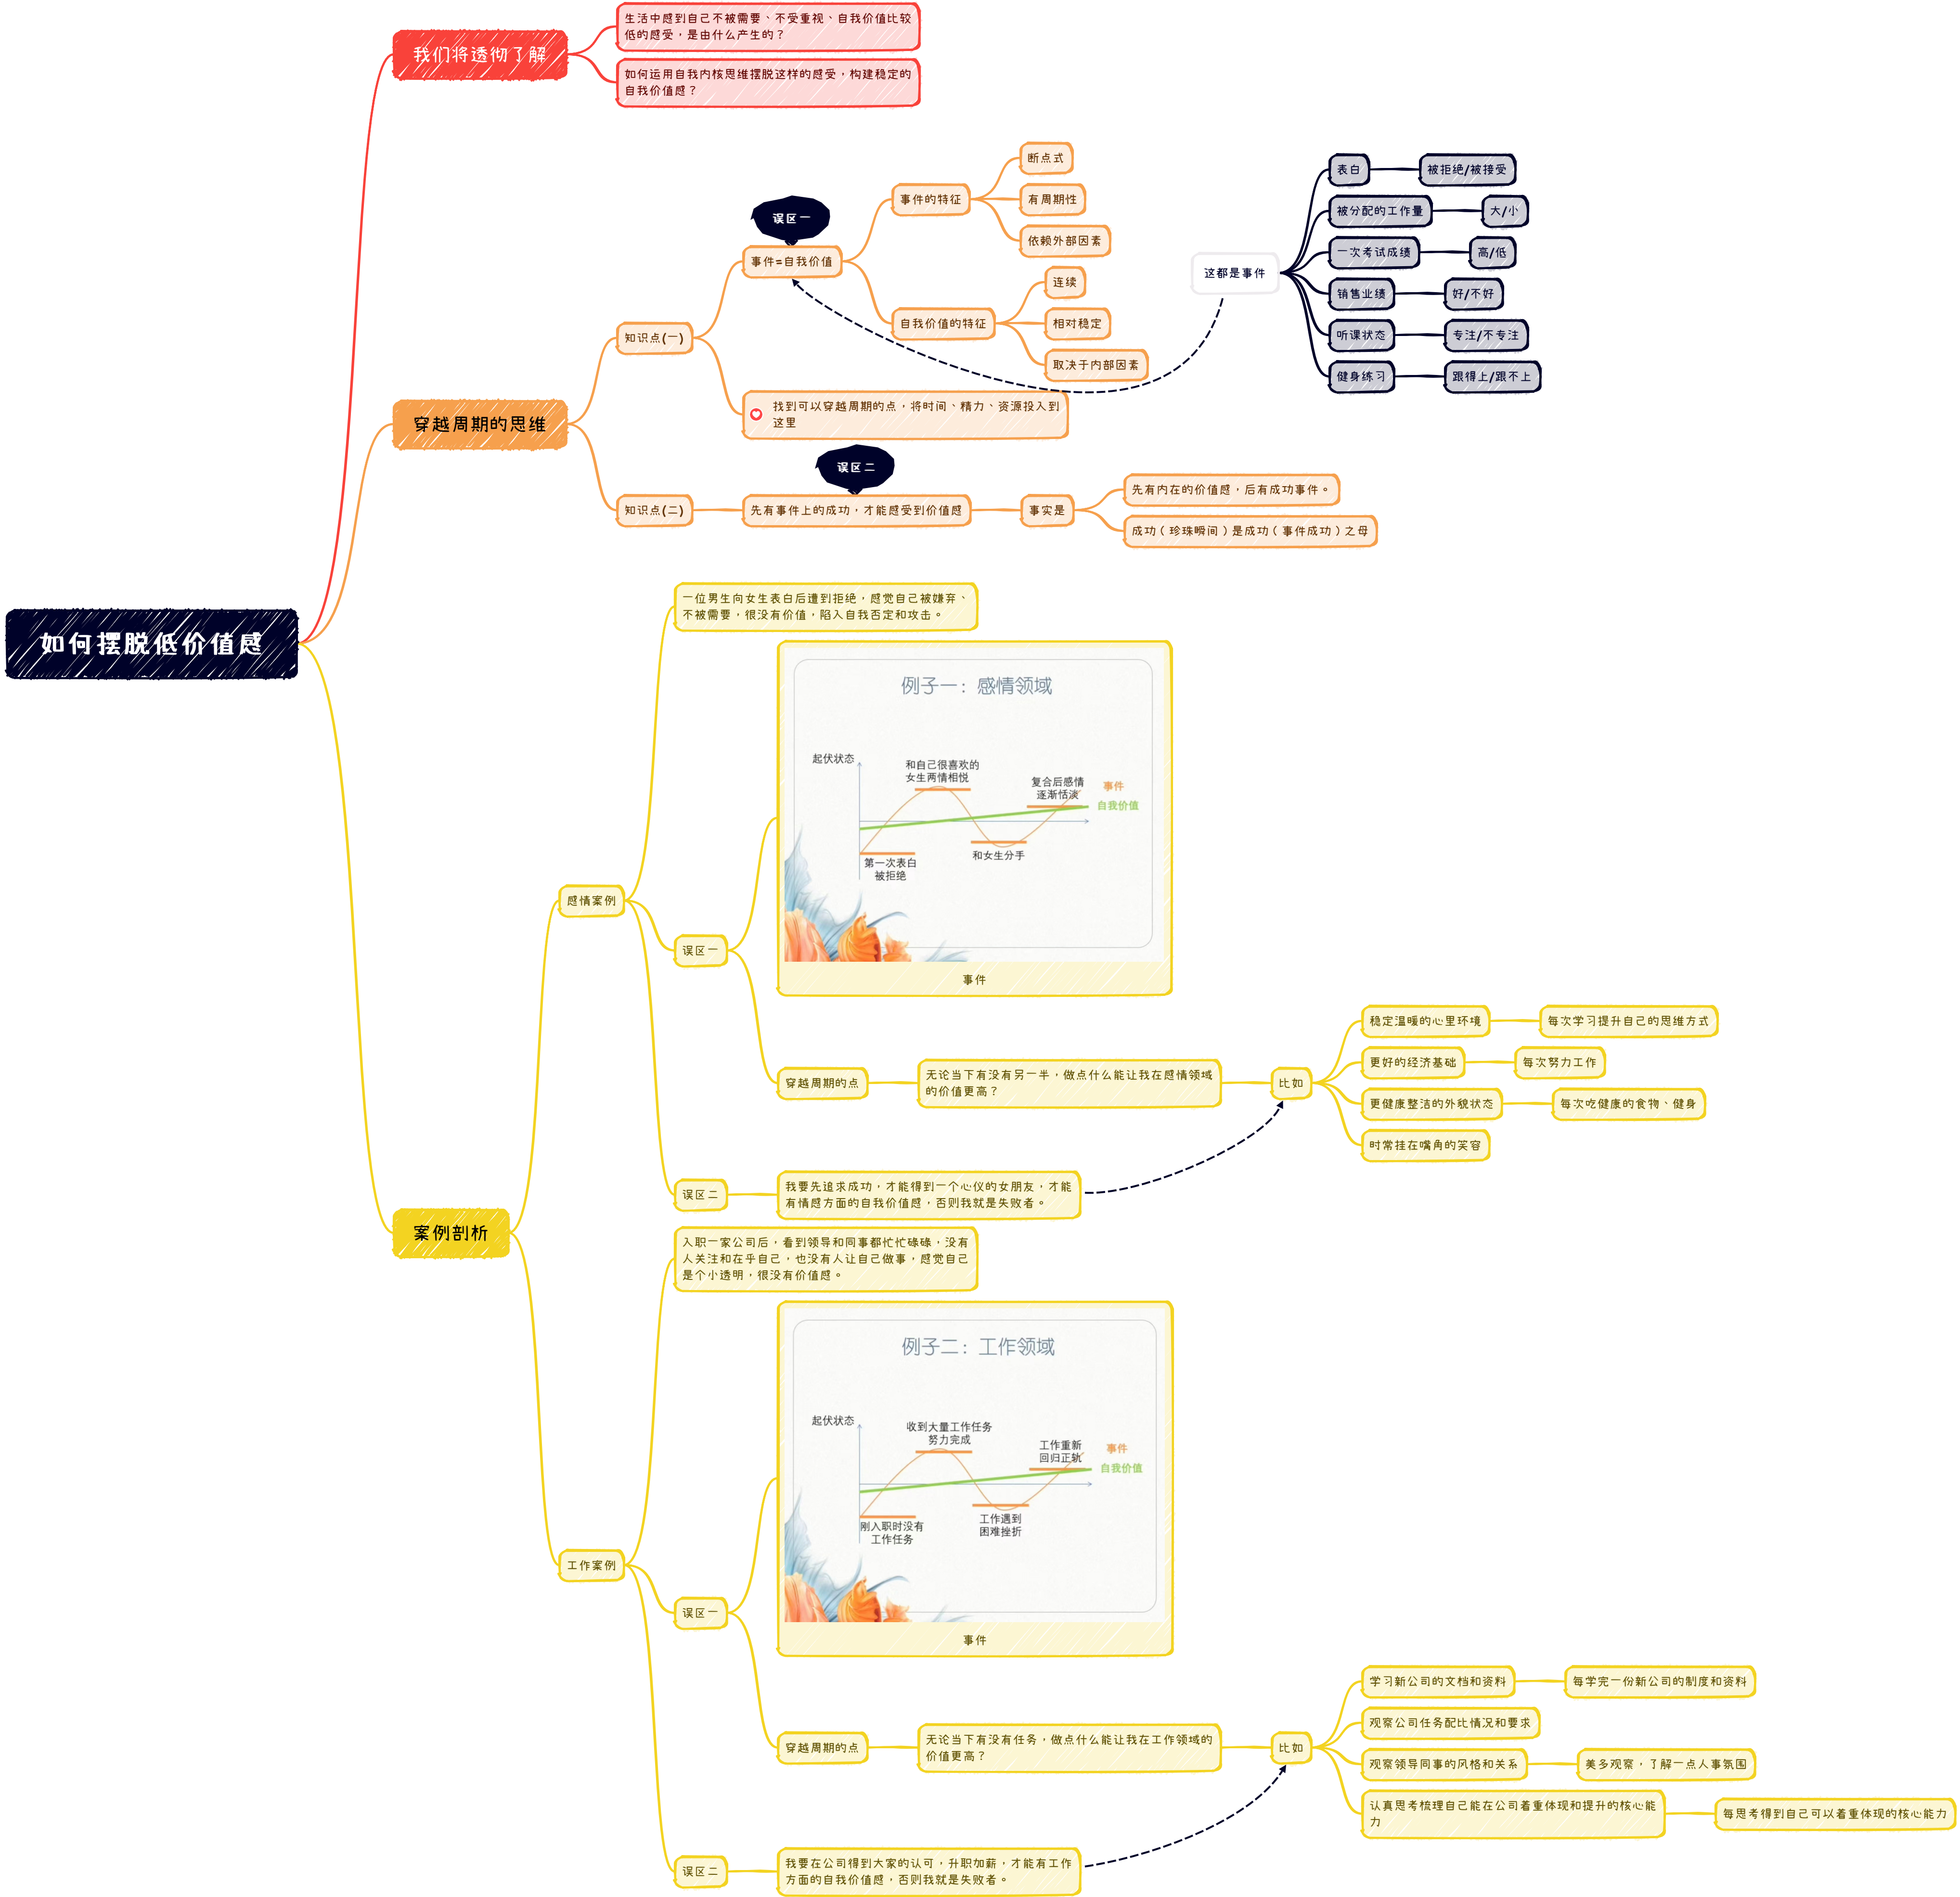 如何摆脱低价值感
我们将透彻了解
生活中感到自己不被需要、不受重视、自我价值比较
低的感受，是由什么产生的？
如何运用自我内核思维摆脱这样的感受，构建稳定的
自我价值感？
穿越周期的思维
知识点(一)
误区一
事件=自我价值
事件的特征
断点式
有周期性
依赖外部因素
自我价值的特征
连续
相对稳定
取决于内部因素
找到可以穿越周期的点，将时间、精力、资源投入到
这里
这都是事件
表白
被拒绝/被接受
被分配的工作量
大/小
一次考试成绩
高/低
销售业绩
好/不好
听课状态
专注/不专注
健身练习
跟得上/跟不上
知识点(二)
误区二
先有事件上的成功，才能感受到价值感
事实是
先有内在的价值感，后有成功事件。
成功（珍珠瞬间）是成功（事件成功）之母
案例剖析
感情案例
一位男生向女生表白后遭到拒绝，感觉自己被嫌弃、
不被需要，很没有价值，陷入自我否定和攻击。
误区一
例子一：感情领域
起伏状态
和自己很喜欢的
女生两情相悦
复合后感情
逐渐恬淡
事件
自我价值
第一次表白
被拒绝
和女生分手
事件
穿越周期的点
无论当下有没有另一半，做点什么能让我在感情领域
的价值更高？
比如
稳定温暖的心里环境
每次学习提升自己的思维方式
更好的经济基础
每次努力工作
更健康整洁的外貌状态
每次吃健康的食物、健身
时常挂在嘴角的笑容
误区二
我要先追求成功，才能得到一个心仪的女朋友，才能
有情感方面的自我价值感，否则我就是失败者。
工作案例
入职一家公司后，看到领导和同事都忙忙碌碌，没有
人关注和在乎自己，也没有人让自己做事，感觉自己
是个小透明，很没有价值感。
误区一
例子二：工作领域
起伏状态
收到大量工作任务
努力完成
工作重新
回归正轨
事件
自我价值
刚入职时没有
工作任务
工作遇到
困难挫折
事件
穿越周期的点
无论当下有没有任务，做点什么能让我在工作领域的
价值更高？
比如
学习新公司的文档和资料
每学完一份新公司的制度和资料
观察公司任务配比情况和要求
观察领导同事的风格和关系
美多观察，了解一点人事氛围
认真思考梳理自己能在公司着重体现和提升的核心能
力
每思考得到自己可以着重体现的核心能力
误区二
我要在公司得到大家的认可，升职加薪，才能有工作
方面的自我价值感，否则我就是失败者。